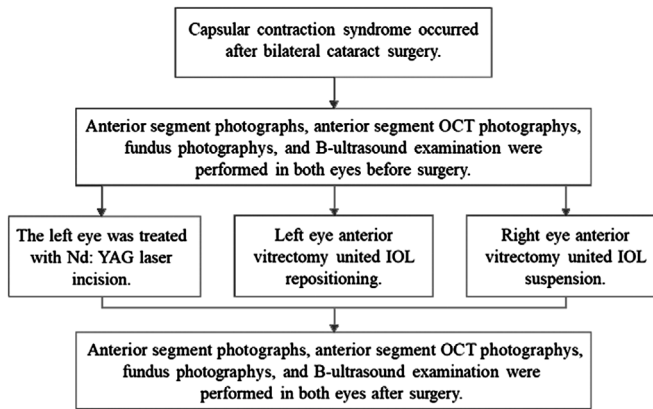 Capsular contraction syndrome occurred
after bilateral cataract surgery.
Anterior segment photographs, anterior segment OCT photographys,
fundus photographys, and B-ultrasound examination were
performed in both eyes before surgery.
The left eye was treated
with Nd: YAG laser
incision.
Left eye anterior
vitrectomy united IOL
repositioning.
Right eye anterior
vitrectomy united IOL
suspension.
Anterior segment photographs, anterior segment OCT photographys,
fundus photographys, and B-ultrasound examination were
performed in both eyes after surgery.